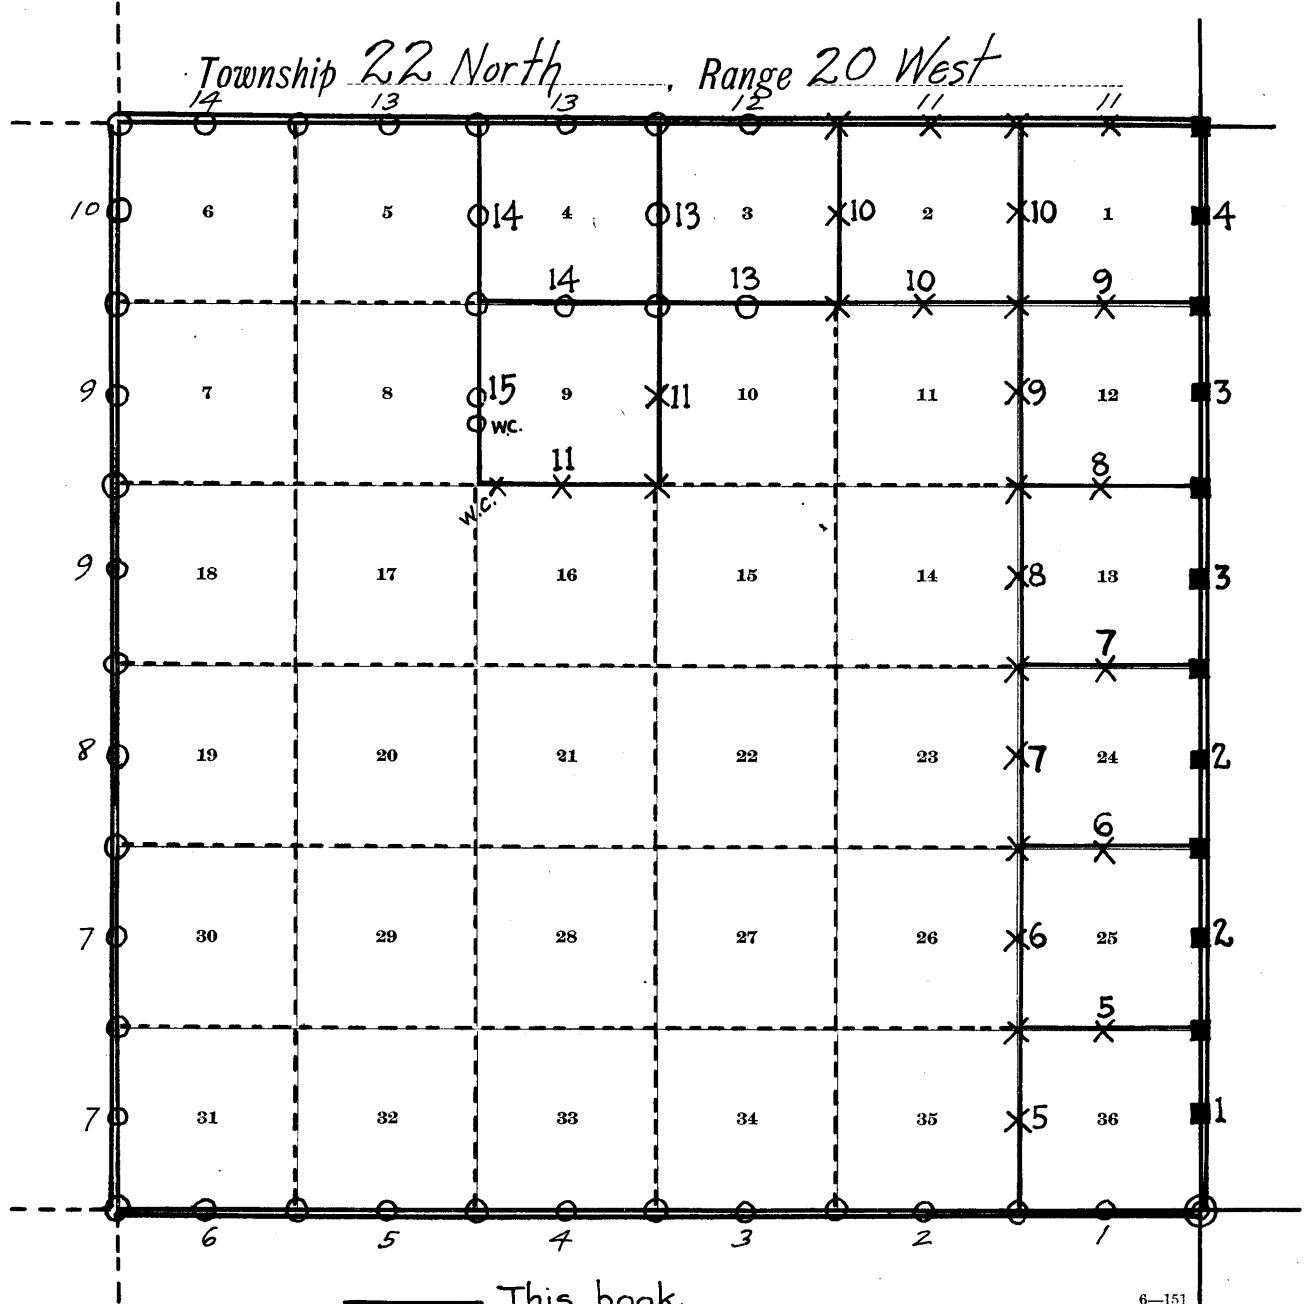 Township 22 North, Range 20 West
14 13 13 12 11 11
10 6 5 14 4 13 3 10 2 10 1 4
14 13 10 9
9 7 8 15 9 11 10 11 9 12 3
w.c.
11 8
w.c.
9 18 17 16 15 14 8 13 3
7
8 19 20 21 22 23 7 24 2
6
7 30 29 28 27 26 6 25 2
5
7 31 32 33 34 35 5 36 1
6 5 4 3 2 1
This book.
6—151